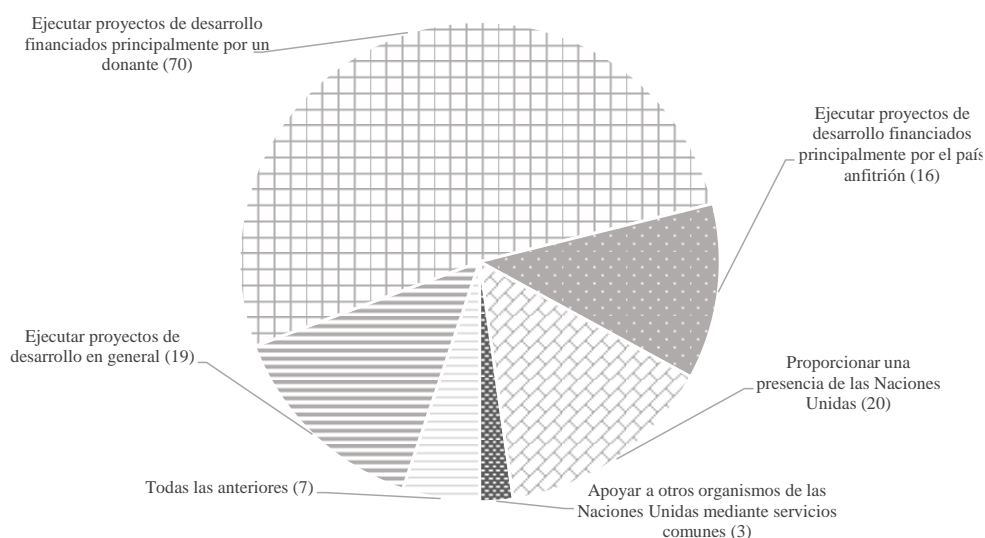 Ejecutar proyectos de desarrollo
financiados principalmente por un
donante (70)
Ejecutar proyectos de
desarrollo financiados
principalmente por el país
anfitrión (16)
Proporcionar una
presencia de las Naciones
Unidas (20)
Apoyar a otros organismos de las
Naciones Unidas mediante servicios
comunes (3)
Todas las anteriores (7)
Ejecutar proyectos de
desarrollo en general (19)